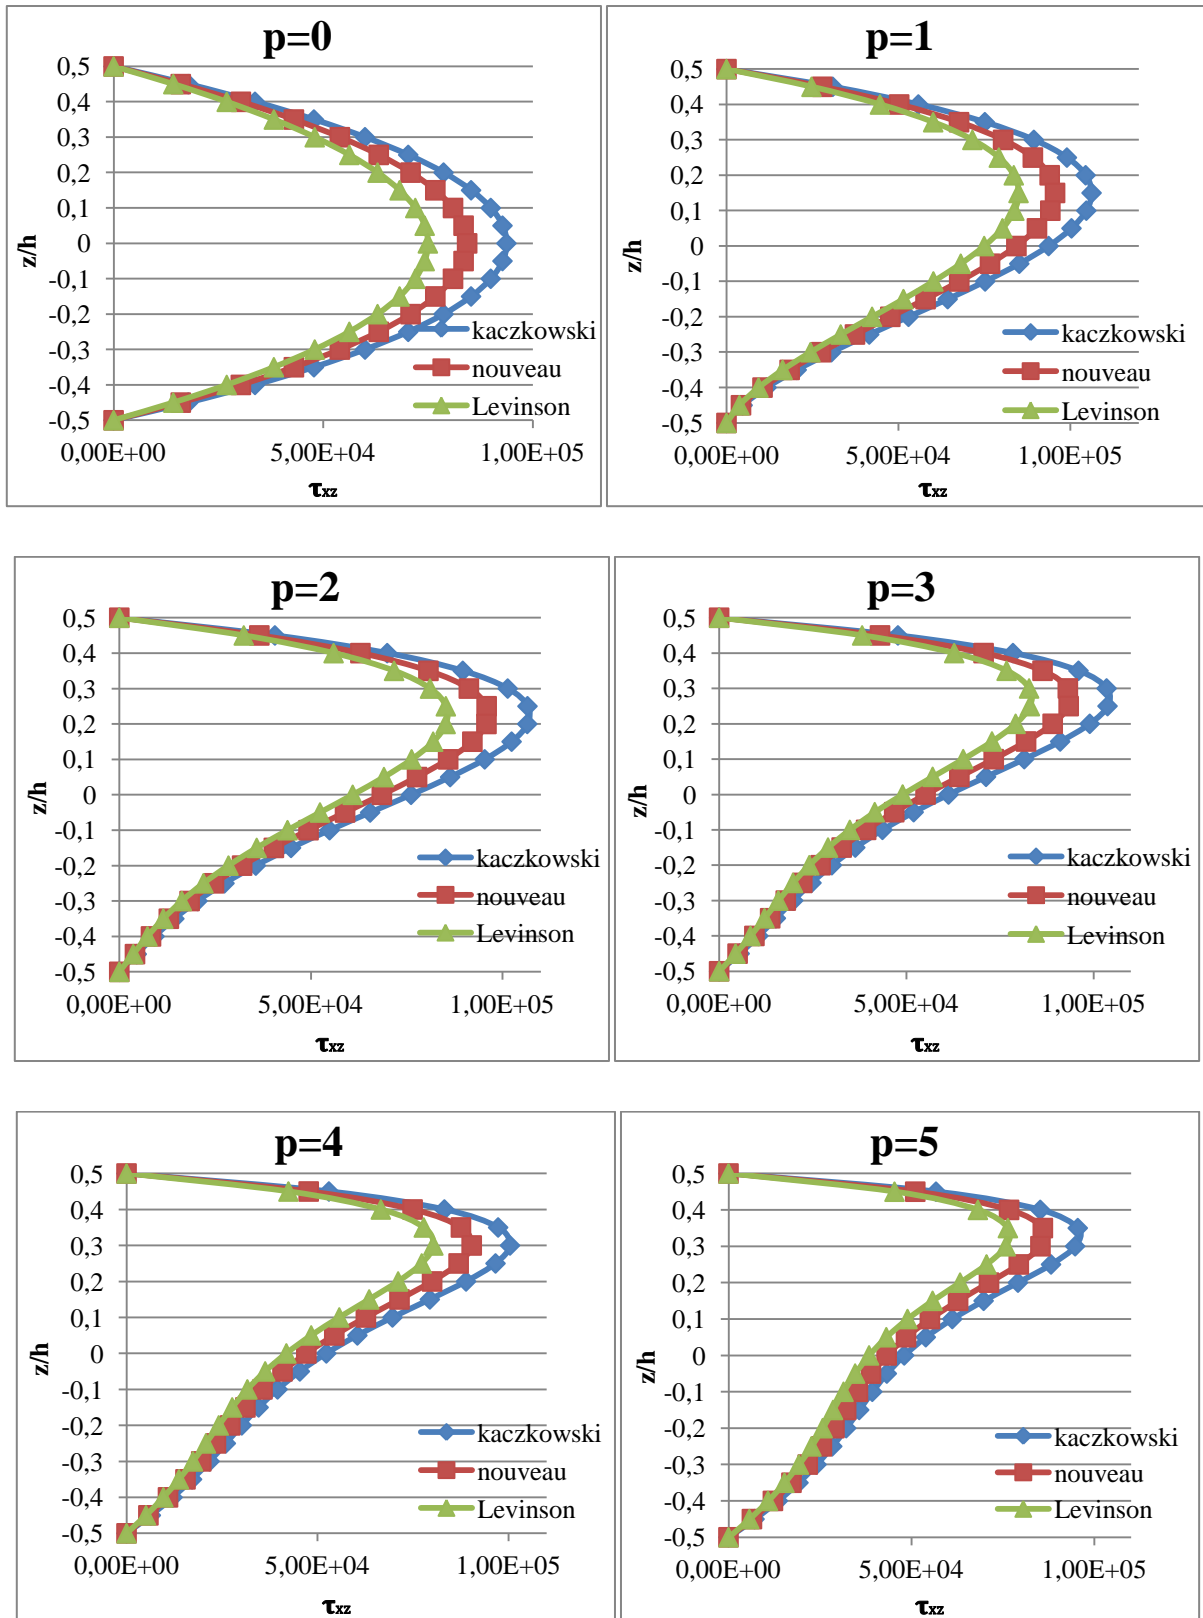 p=0
0,5
0,4
0,3
0,2
0,1
0
-0,1
-0,2
-0,3
-0,4
-0,5
z/h
kaczkowski
nouveau
Levinson
0,00E+00 5,00E+04 1,00E+05
τxz
p=1
0,5
0,4
0,3
0,2
0,1
0
-0,1
-0,2
-0,3
-0,4
-0,5
z/h
kaczkowski
nouveau
Levinson
0,00E+00 5,00E+04 1,00E+05
τxz
p=2
0,5
0,4
0,3
0,2
0,1
0
-0,1
-0,2
-0,3
-0,4
-0,5
z/h
kaczkowski
nouveau
Levinson
0,00E+00 5,00E+04 1,00E+05
τxz
p=3
0,5
0,4
0,3
0,2
0,1
0
-0,1
-0,2
-0,3
-0,4
-0,5
z/h
kaczkowski
nouveau
Levinson
0,00E+00 5,00E+04 1,00E+05
τxz
p=4
0,5
0,4
0,3
0,2
0,1
0
-0,1
-0,2
-0,3
-0,4
-0,5
z/h
kaczkowski
nouveau
Levinson
0,00E+00 5,00E+04 1,00E+05
τxz
p=5
0,5
0,4
0,3
0,2
0,1
0
-0,1
-0,2
-0,3
-0,4
-0,5
z/h
kaczkowski
nouveau
Levinson
0,00E+00 5,00E+04 1,00E+05
τxz